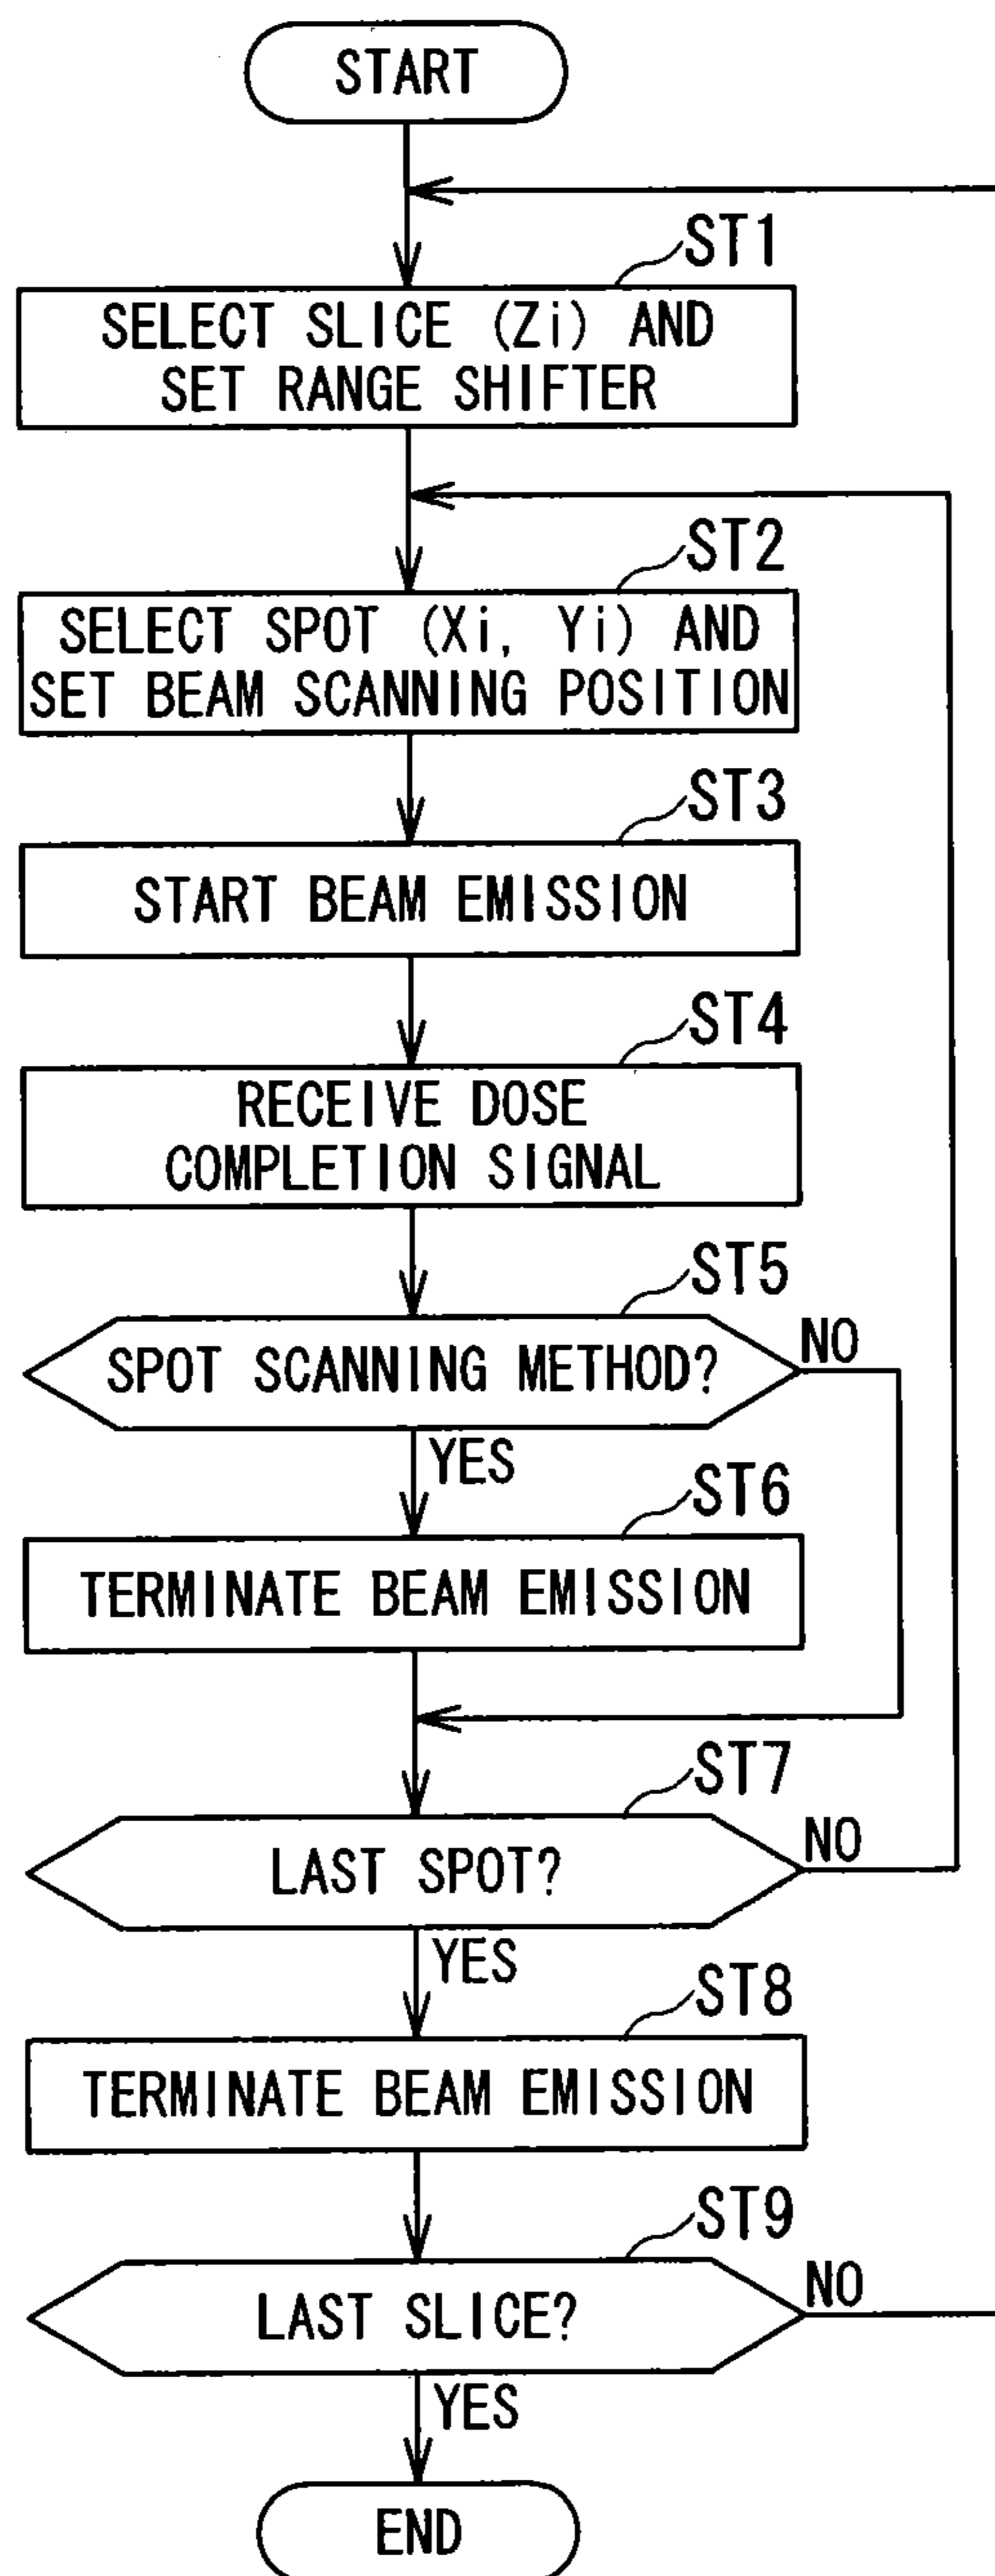 START
ST1
SELECT SLICE (Zi) AND
SET RANGE SHIFTER
ST2
SELECT SPOT (Xi, Yi) AND
SET BEAM SCANNING POSITION
ST3
START BEAM EMISSION
ST4
RECEIVE DOSE
COMPLETION SIGNAL
ST5
SPOT SCANNING METHOD?
NO
YES
ST6
TERMINATE BEAM EMISSION
ST7
LAST SPOT?
NO
YES
ST8
TERMINATE BEAM EMISSION
ST9
LAST SLICE?
NO
YES
END